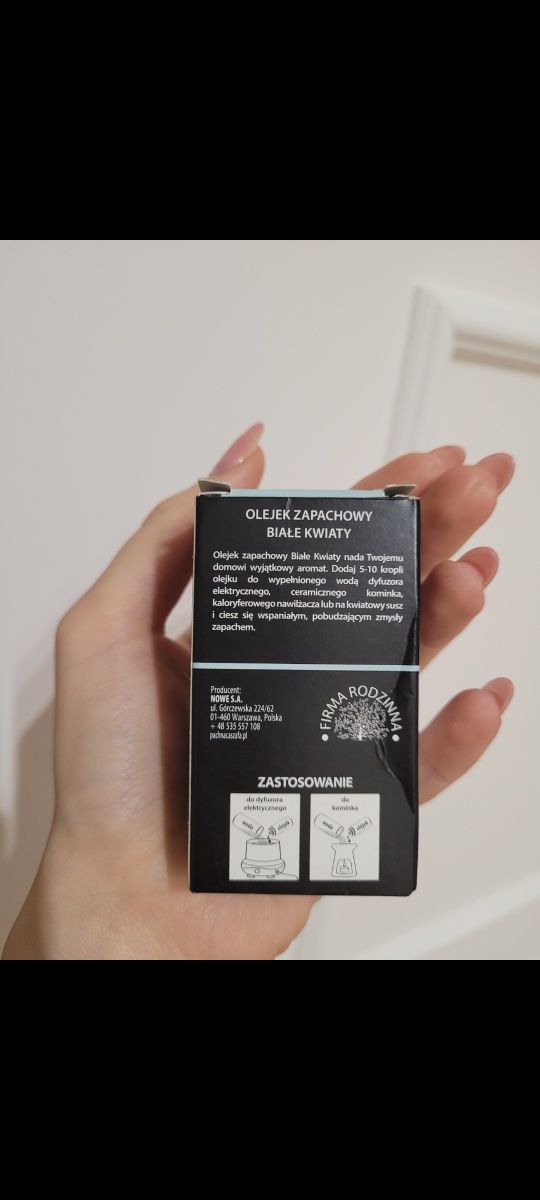 OLEJEK ZAPACHOWY
BIAŁE KWIATY
Olejek zapachowy Białe Kwiaty nada Twojemu
domowi wyjątkowy aromat. Dodaj 5-10 kropli
olejku do wypełnionego wodą dyfuzora
elektrycznego, ceramicznego kominka,
kaloryferowego nawilżacza lub na kwiatowy susz
i ciesz się wspaniałym, pobudzającym zmysły
zapachem.
Producent:
NOWE S.A.
ul. Górczewska 224/62
01-460 Warszawa, Polska
+ 48 535 557 108
pachnacaszafa.pl
• FIRMA RODZINNA •
ZASTOSOWANIE
do dyfuzora
elektrycznego
woda olejek
do
kominka
woda olejek